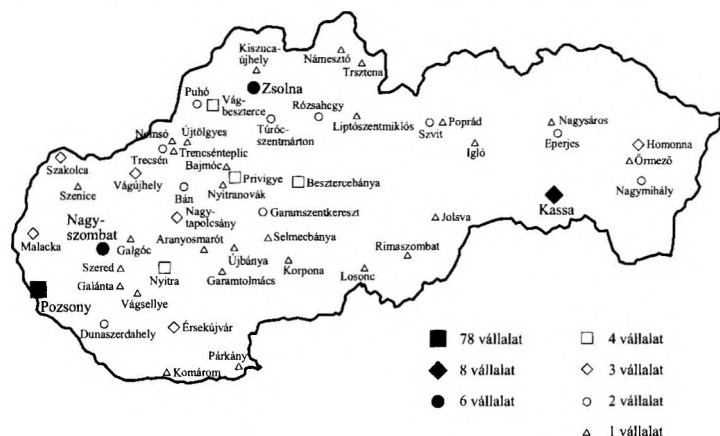 Kiszuca-
újhely
Námesztó
Trsztena
Puhó
Zsolna
Vág-
beszterce
Rózsahegy
Túróc-
szentmárton
Liptószentmiklós
Szvit
Poprád
Nagysáros
Eperjes
Homonna
Őrmező
Nagymihály
Igló
Újtölgyes
Trecsén
Trencsénteplic
Bajmóc
Szakolca
Szenice
Vágújhely
Bán
Privigye
Nyitranovák
Besztercebánya
Kassa
Nagy-
tapolcsány
Garamszentkereszt
Jolsva
Malacka
Nagy-
szombat
Galgóc
Aranyosmarót
Selmecbánya
Rimaszombat
Újbánya
Szered
Nyitra
Garamtolmács
Korpona
Losonc
Galánta
Vágsellye
Pozsony
Dunaszerdahely
Érsekújvár
Párkány
Komárom
78 vállalat
4 vállalat
8 vállalat
3 vállalat
6 vállalat
2 vállalat
1 vállalat